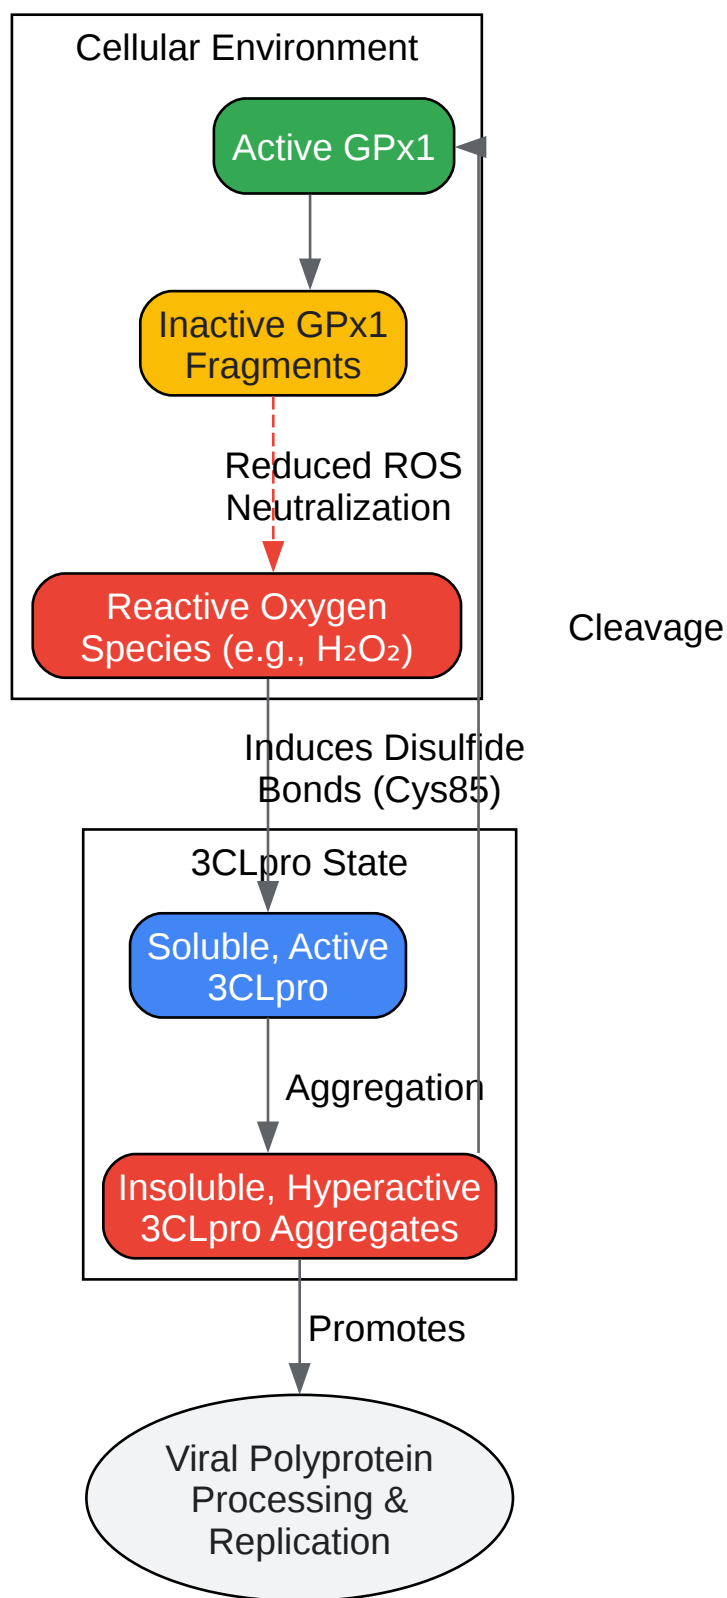 Cellular Environment
Active GPx1
Inactive GPx1
Fragments
Reduced ROS
Neutralization
Reactive Oxygen
Species (e.g., H₂O₂)
Cleavage
Induces Disulfide
Bonds (Cys85)
3CLpro State
Soluble, Active
3CLpro
Aggregation
Insoluble, Hyperactive
3CLpro Aggregates
Promotes
Viral Polyprotein
Processing &
Replication